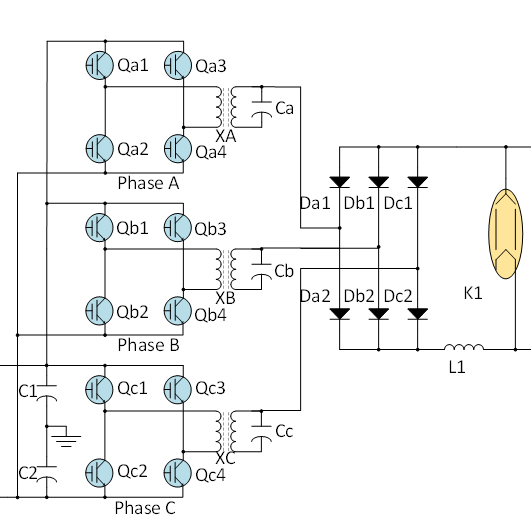 Qa1
Qa3
Ca
XA
Qa2
Qa4
Phase A
Da1
Db1
Dc1
Qb1
Qb3
Cb
XB
K1
Da2
Db2
Dc2
Qb2
Qb4
Phase B
L1
C1
Qc1
Qc3
Cc
XC
C2
Qc2
Qc4
Phase C